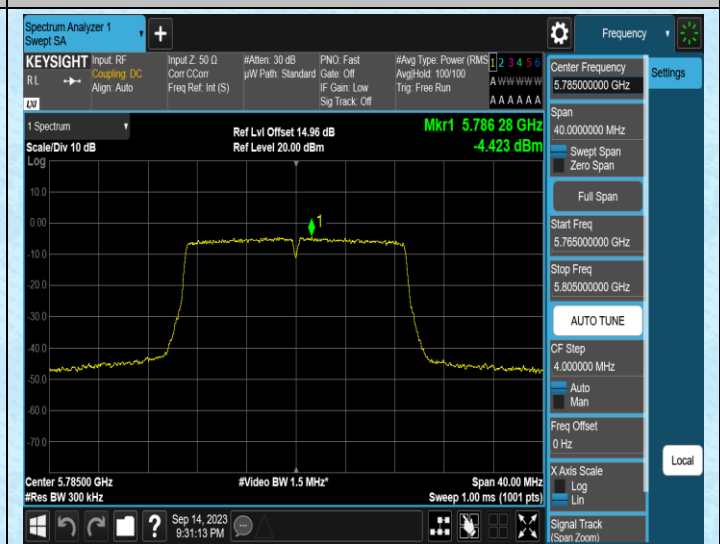 Spectrum Analyzer 1
Swept SA
Frequency
KEYSIGHT
RL
LXI
Input: RF
Coupling: DC
Align: Auto
Input Z: 50 Ω
Corr CCorr
Freq Ref: Int (S)
#Atten: 30 dB
µW Path: Standard
PNO: Fast
Gate: Off
IF Gain: Low
Sig Track: Off
#Avg Type: Power (RMS
Avg|Hold: 100/100
Trig: Free Run
1 2 3 4 5 6
A W W W W W
A A A A A A
Center Frequency
5.785000000 GHz
Settings
Span
40.0000000 MHz
Swept Span
Zero Span
Full Span
Start Freq
5.765000000 GHz
Stop Freq
5.805000000 GHz
AUTO TUNE
CF Step
4.000000 MHz
Auto
Man
Freq Offset
0 Hz
X Axis Scale
Log
Lin
Local
Signal Track
(Span Zoom)
1 Spectrum
Scale/Div 10 dB
Ref Lvl Offset 14.96 dB
Ref Level 20.00 dBm
Mkr1 5.786 28 GHz
-4.423 dBm
Log
10.0
0.00
-10.0
-20.0
-30.0
-40.0
-50.0
-60.0
-70.0
1
Center 5.78500 GHz
#Res BW 300 kHz
#Video BW 1.5 MHz*
Span 40.00 MHz
Sweep 1.00 ms (1001 pts)
Sep 14, 2023
9:31:13 PM